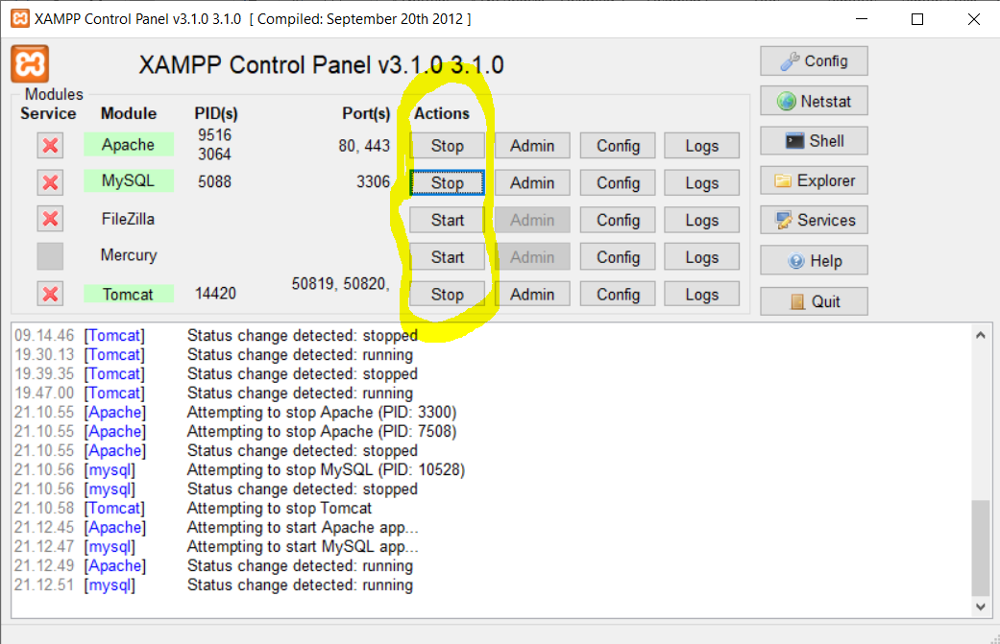 XAMPP Control Panel v3.1.0 3.1.0 [ Compiled: September 20th 2012 ]
XAMPP Control Panel v3.1.0 3.1.0
Config
Modules
Service Module PID(s) Port(s) Actions
Netstat
Apache 9516 3064 80, 443 Stop Admin Config Logs
Shell
MySQL 5088 3306 Stop Admin Config Logs
Explorer
FileZilla Start Admin Config Logs
Services
Mercury Start Admin Config Logs
Help
Tomcat 14420 50819, 50820, Stop Admin Config Logs
Quit
09.14.46 [Tomcat] Status change detected: stopped
19.30.13 [Tomcat] Status change detected: running
19.39.35 [Tomcat] Status change detected: stopped
19.47.00 [Tomcat] Status change detected: running
21.10.55 [Apache] Attempting to stop Apache (PID: 3300)
21.10.55 [Apache] Attempting to stop Apache (PID: 7508)
21.10.55 [Apache] Status change detected: stopped
21.10.56 [mysql] Attempting to stop MySQL (PID: 10528)
21.10.56 [mysql] Status change detected: stopped
21.10.58 [Tomcat] Attempting to stop Tomcat
21.12.45 [Apache] Attempting to start Apache app...
21.12.47 [mysql] Attempting to start MySQL app...
21.12.49 [Apache] Status change detected: running
21.12.51 [mysql] Status change detected: running